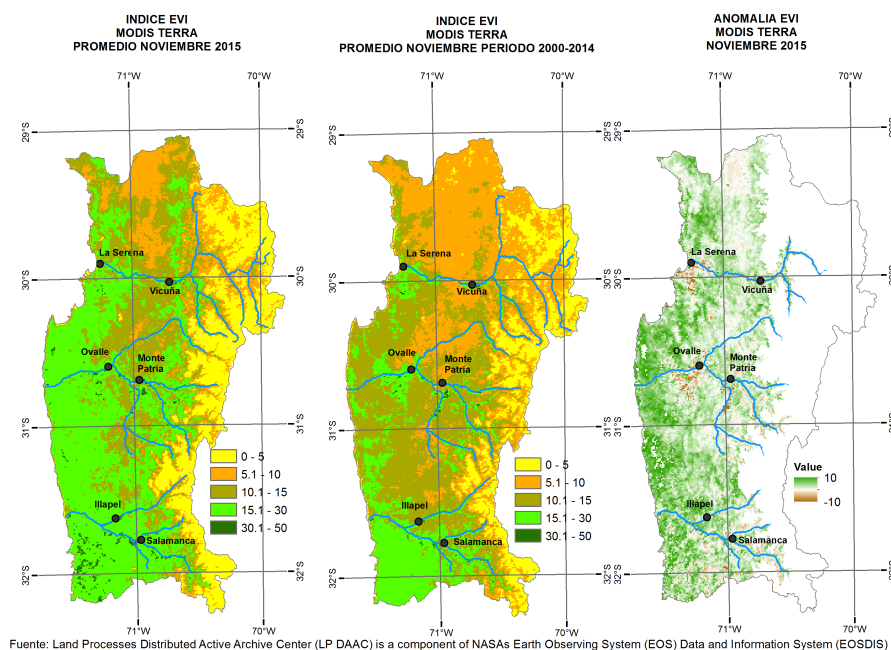 INDICE EVI
MODIS TERRA
PROMEDIO NOVIEMBRE 2015
71°W
70°W
29°S
29°S
La Serena
Vicuña
30°S
30°S
Ovalle
Monte
Patria
31°S
31°S
0 - 5
5.1 - 10
10.1 - 15
15.1 - 30
30.1 - 50
Illapel
Salamanca
32°S
32°S
71°W
70°W
INDICE EVI
MODIS TERRA
PROMEDIO NOVIEMBRE PERIODO 2000-2014
71°W
70°W
29°S
La Serena
Vicuña
30°S
Ovalle
Monte
Patria
31°S
0 - 5
5.1 - 10
10.1 - 15
15.1 - 30
30.1 - 50
Illapel
Salamanca
32°S
71°W
70°W
ANOMALIA EVI
MODIS TERRA
NOVIEMBRE 2015
71°W
70°W
29°S
La Serena
Vicuña
30°S
Ovalle
Monte
Patria
31°S
Value
10
-10
Illapel
Salamanca
32°S
71°W
70°W
Fuente: Land Processes Distributed Active Archive Center (LP DAAC) is a component of NASAs Earth Observing System (EOS) Data and Information System (EOSDIS)